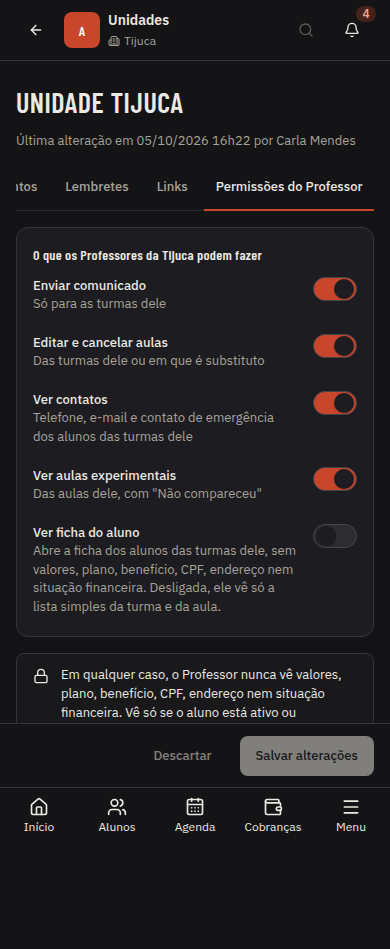 A
Unidades
Tijuca
4
UNIDADE TIJUCA
Última alteração em 05/10/2026 16h22 por Carla Mendes
ntos Lembretes Links Permissões do Professor
O que os Professores da Tijuca podem fazer
Enviar comunicado
Só para as turmas dele
Editar e cancelar aulas
Das turmas dele ou em que é substituto
Ver contatos
Telefone, e-mail e contato de emergência
dos alunos das turmas dele
Ver aulas experimentais
Das aulas dele, com "Não compareceu"
Ver ficha do aluno
Abre a ficha dos alunos das turmas dele, sem
valores, plano, benefício, CPF, endereço nem
situação financeira. Desligada, ele vê só a
lista simples da turma e da aula.
Em qualquer caso, o Professor nunca vê valores,
plano, benefício, CPF, endereço nem situação
financeira. Vê só se o aluno está ativo ou
Descartar Salvar alterações
Início Alunos Agenda Cobranças Menu